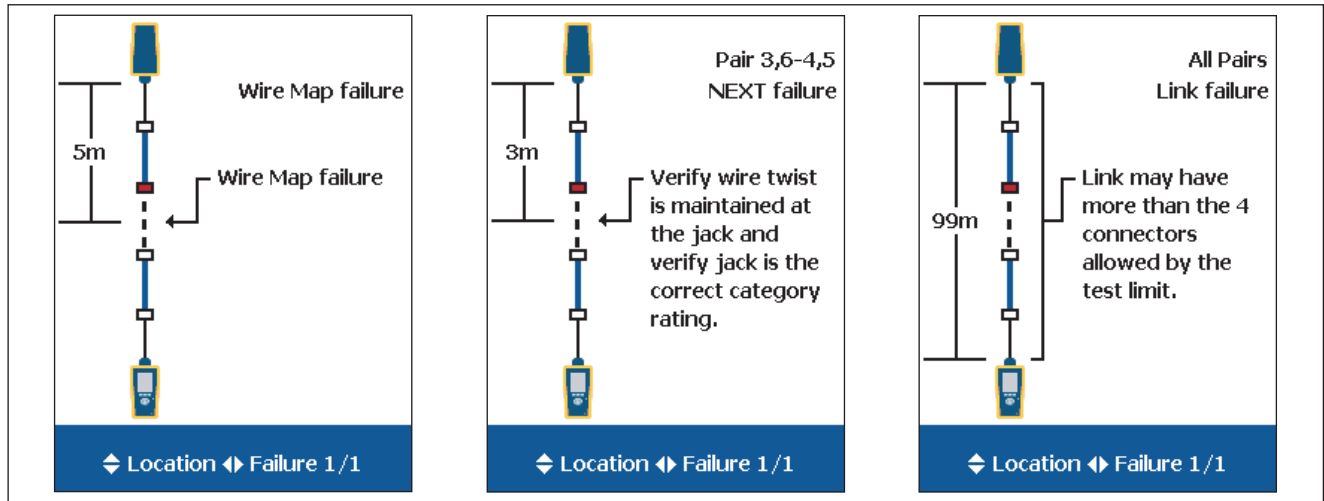 Wire Map failure
5m
Wire Map failure
⬘ Location ◂▸ Failure 1/1
Pair 3,6-4,5
NEXT failure
3m
Verify wire twist
is maintained at
the jack and
verify jack is the
correct category
rating.
Location Failure 1/1
All Pairs
Link failure
99m
Link may have
more than the 4
connectors
allowed by the
test limit.
Location Failure 1/1